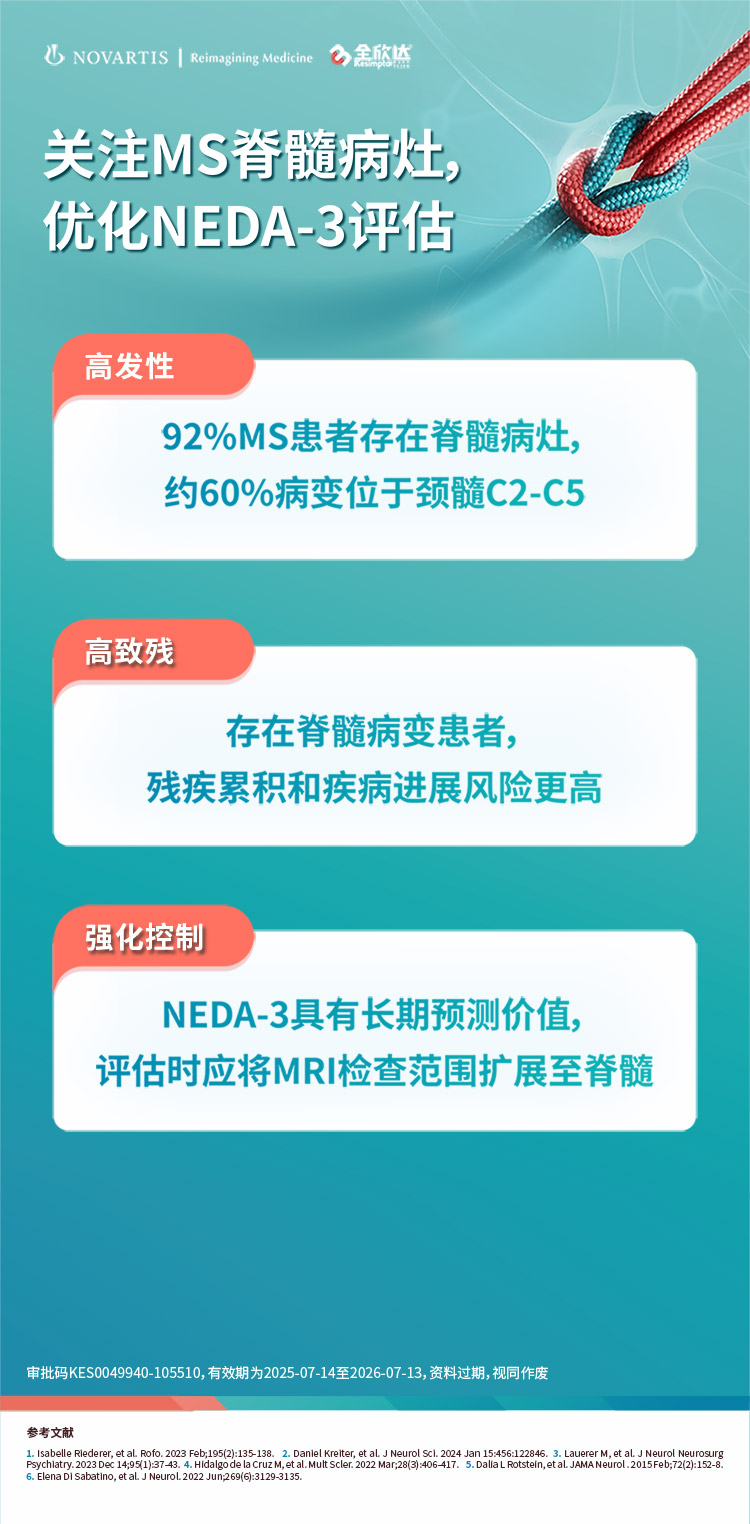 NOVARTIS | Reimagining Medicine 全欣达
Kesimpta
关注MS脊髓病灶,
优化NEDA-3评估
高发性
92%MS患者存在脊髓病灶,
约60%病变位于颈髓C2-C5
高致残
存在脊髓病变患者,
残疾累积和疾病进展风险更高
强化控制
NEDA-3具有长期预测价值,
评估时应将MRI检查范围扩展至脊髓
审批码KES0049940-105510, 有效期为2025-07-14至2026-07-13, 资料过期, 视同作废
参考文献
1. Isabelle Riederer, et al. Rofo. 2023 Feb;195(2):135-138. 2. Daniel Kreiter, et al. J Neurol Sci. 2024 Jan 15:456:122846. 3. Lauerer M, et al. J Neurol Neurosurg
Psychiatry. 2023 Dec 14;95(1):37-43. 4. Hidalgo de la Cruz M, et al. Mult Scler. 2022 Mar;28(3):406-417. 5. Dalia L Rotstein, et al. JAMA Neurol . 2015 Feb;72(2):152-8.
6. Elena Di Sabatino, et al. J Neurol. 2022 Jun;269(6):3129-3135.